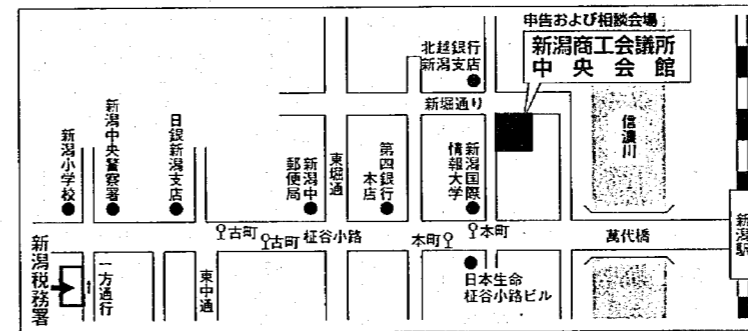 申告および相談会場
新潟商工会議所
中央会館
北越銀行
新潟支店
新堀通り
信濃川
新潟小学校
新潟中央警察署
日銀新潟支店
新潟中
郵便局
東堀通
第四銀行
本店
新潟国際
情報大学
古町
古町
柾谷小路
本町
本町
萬代橋
新潟駅
新潟税務署
一方通行
東中通
日本生命
柾谷小路ビル